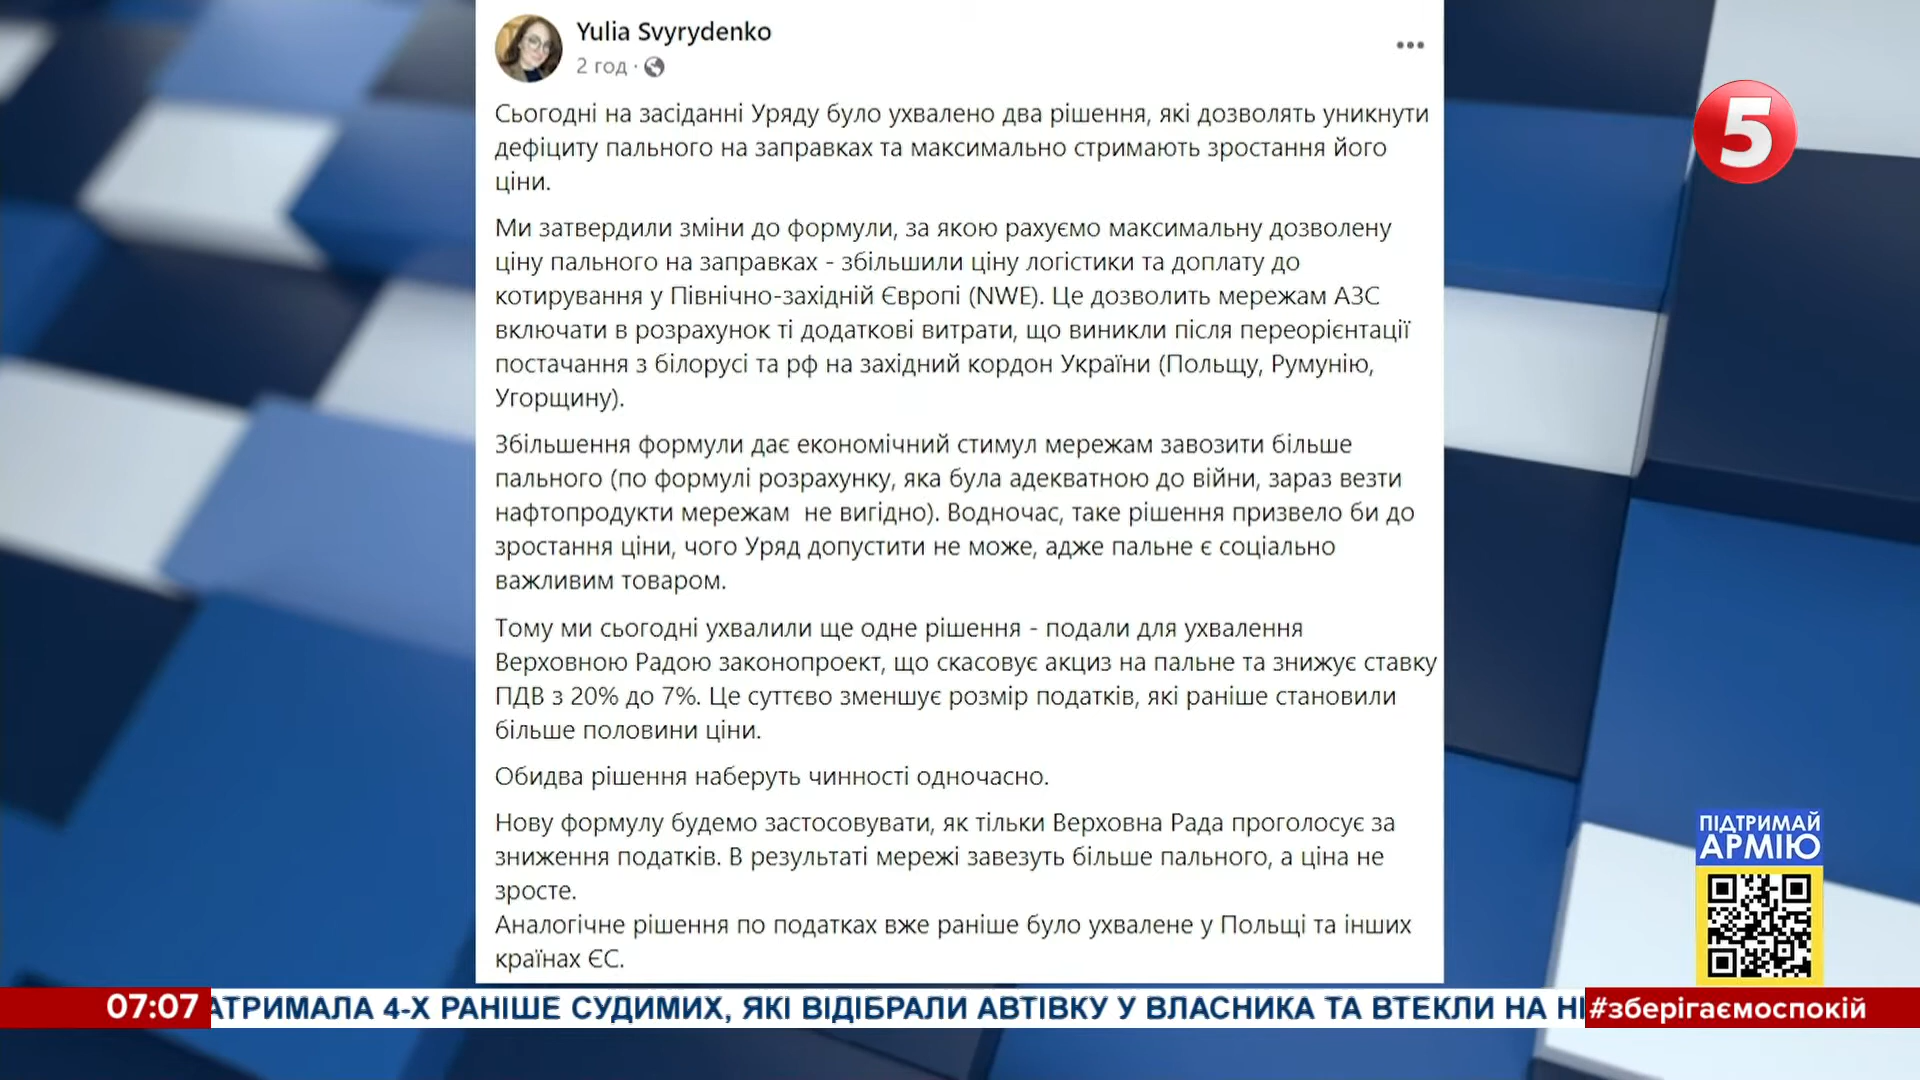 Yulia Svyrydenko
2 год ·
Сьогодні на засіданні Уряду було ухвалено два рішення, які дозволять уникнути
дефіциту пального на заправках та максимально стримають зростання його
ціни.
Ми затвердили зміни до формули, за якою рахуємо максимальну дозволену
ціну пального на заправках - збільшили ціну логістики та доплату до
котирування у Північно-західній Європі (NWE). Це дозволить мережам АЗС
включати в розрахунок ті додаткові витрати, що виникли після переорієнтації
постачання з білорусі та рф на західний кордон України (Польщу, Румунію,
Угорщину).
Збільшення формули дає економічний стимул мережам завозити більше
пального (по формулі розрахунку, яка була адекватною до війни, зараз везти
нафтопродукти мережам  не вигідно). Водночас, таке рішення призвело би до
зростання ціни, чого Уряд допустити не може, адже пальне є соціально
важливим товаром.
Тому ми сьогодні ухвалили ще одне рішення - подали для ухвалення
Верховною Радою законопроект, що скасовує акциз на пальне та знижує ставку
ПДВ з 20% до 7%. Це суттєво зменшує розмір податків, які раніше становили
більше половини ціни.
Обидва рішення наберуть чинності одночасно.
Нову формулу будемо застосовувати, як тільки Верховна Рада проголосує за
зниження податків. В результаті мережі завезуть більше пального, а ціна не
зросте.
Аналогічне рішення по податках вже раніше було ухвалене у Польщі та інших
країнах ЄС.
5
ПІДТРИМАЙ
АРМІЮ
07:07
АТРИМАЛА 4-Х РАНІШЕ СУДИМИХ, ЯКІ ВІДІБРАЛИ АВТІВКУ У ВЛАСНИКА ТА ВТЕКЛИ НА НІ
#зберігаємоспокій